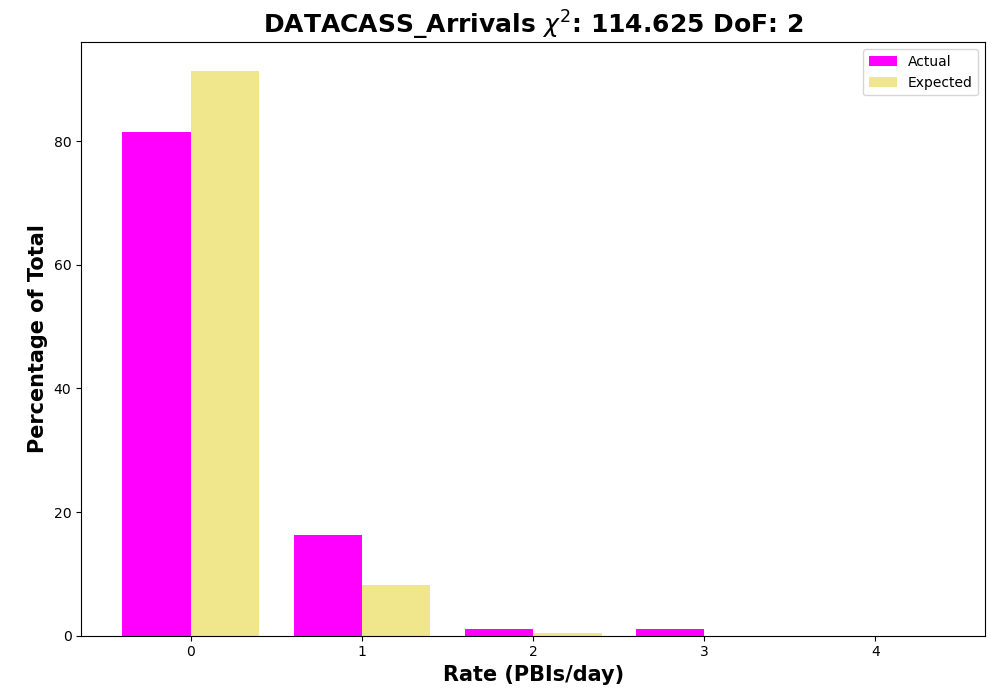 DATACASS_Arrivals χ²: 114.625 DoF: 2
Actual
Expected
Percentage of Total
80
60
40
20
0
0 1 2 3 4
Rate (PBIs/day)